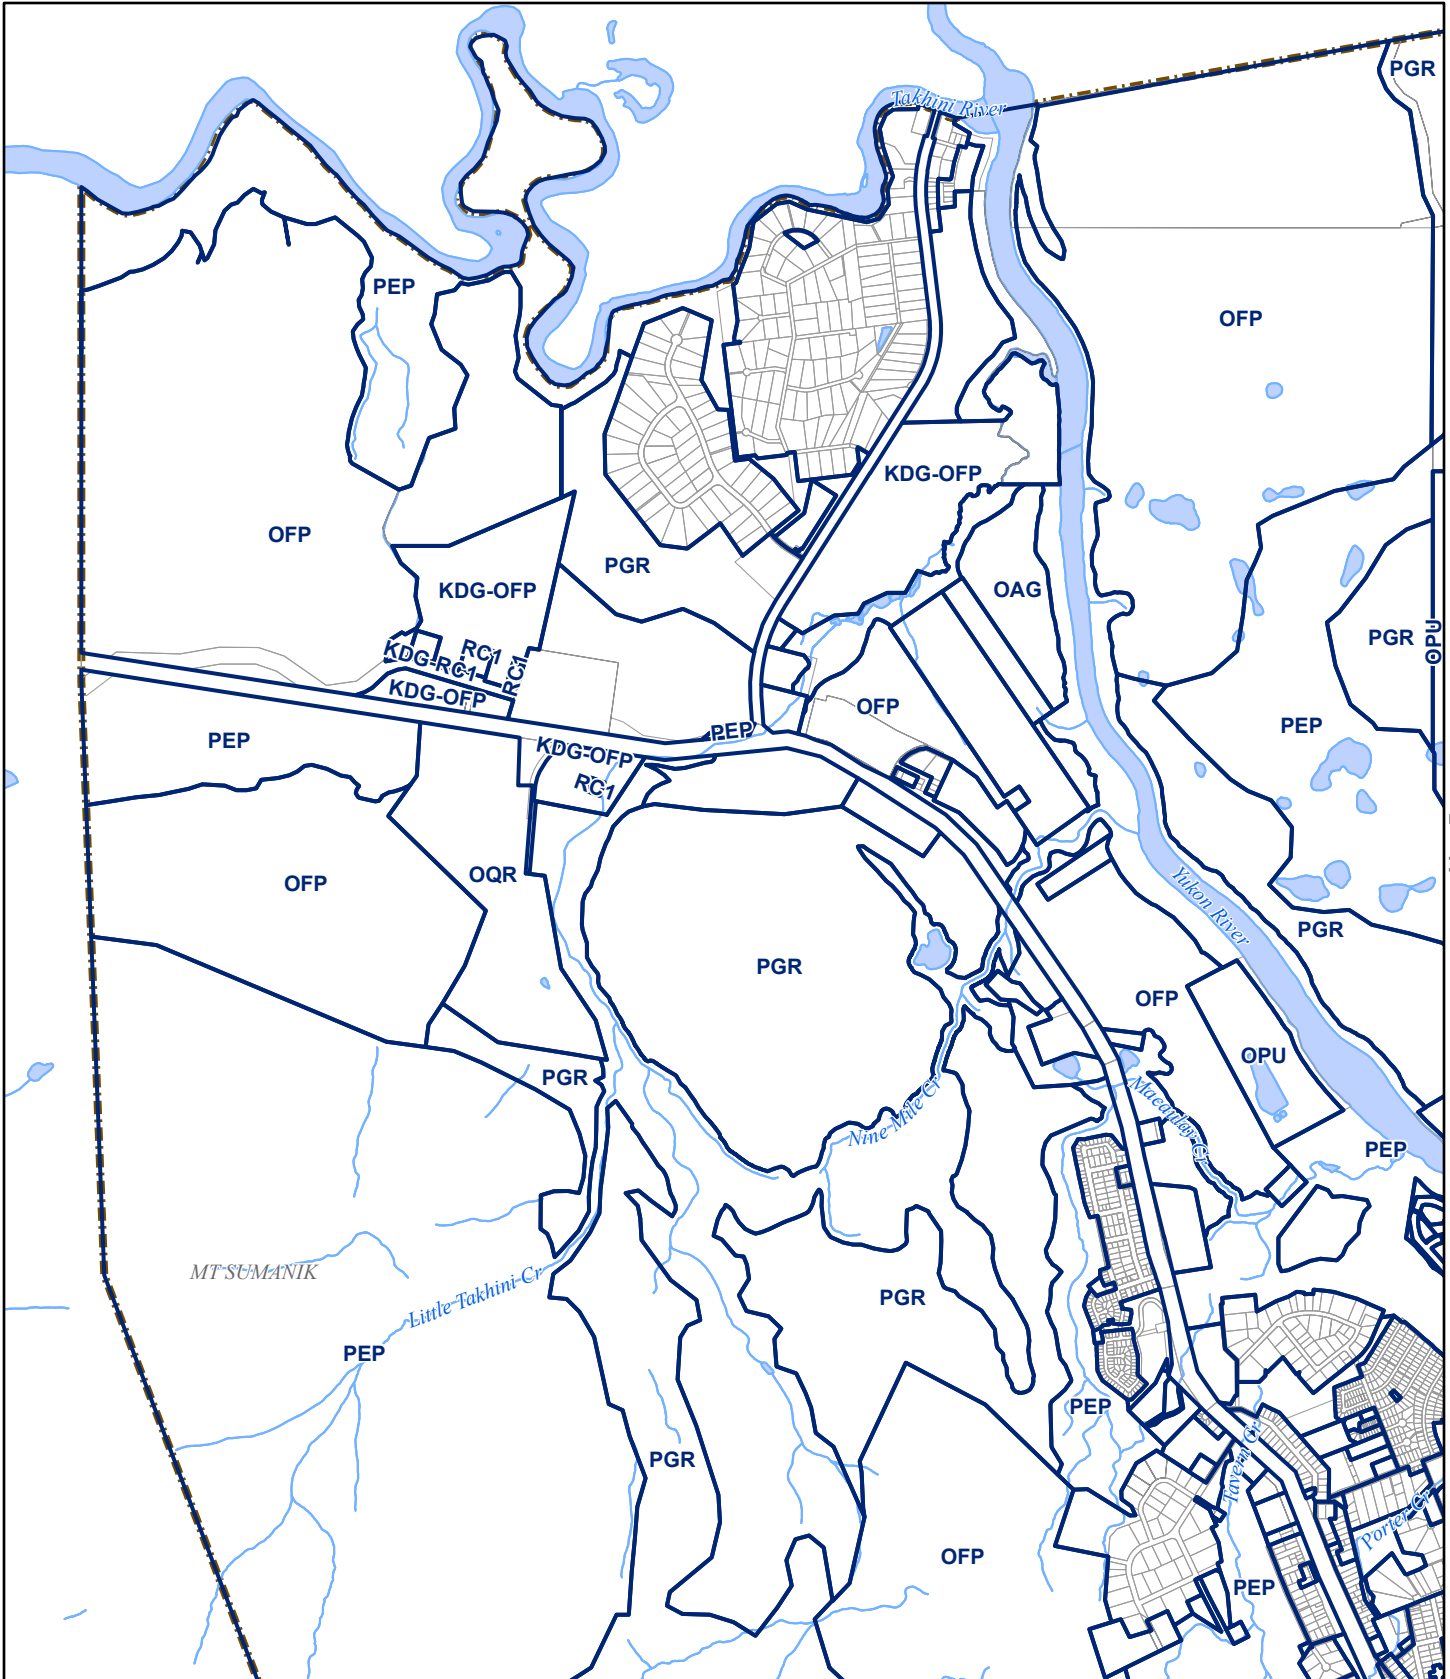 PGR
Takhini River
PEP
OFP
KDG-OFP
OFP
KDG-OFP
PGR
OAG
PGR
OPU
RC1
KDG-RC1
RC1
KDG-OFP
OFP
PEP
PEP
PEP
KDG-OFP
RC1
OFP
OQR
Yukon River
PGR
PGR
OFP
OPU
PGR
Nine Mile Cr
Macaulay Cr
PEP
MT SUMANIK
Little Takhini Cr
PGR
PEP
PEP
PGR
Tavern Cr
Porter Cr
OFP
PEP